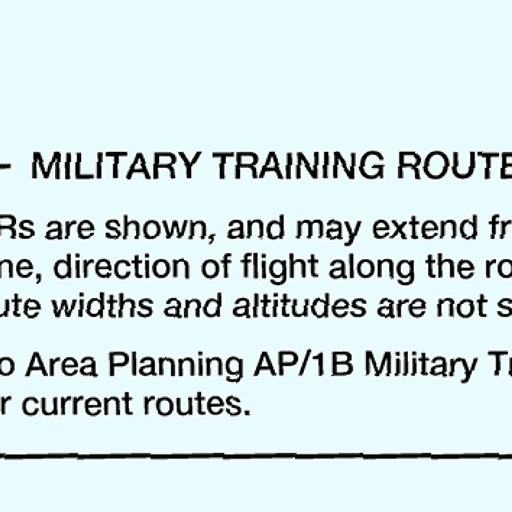 - MILITARY TRAINING ROUTE
Rs are shown, and may extend fr
ne, direction of flight along the ro
ute widths and altitudes are not s
o Area Planning AP/1B Military Tr
r current routes.